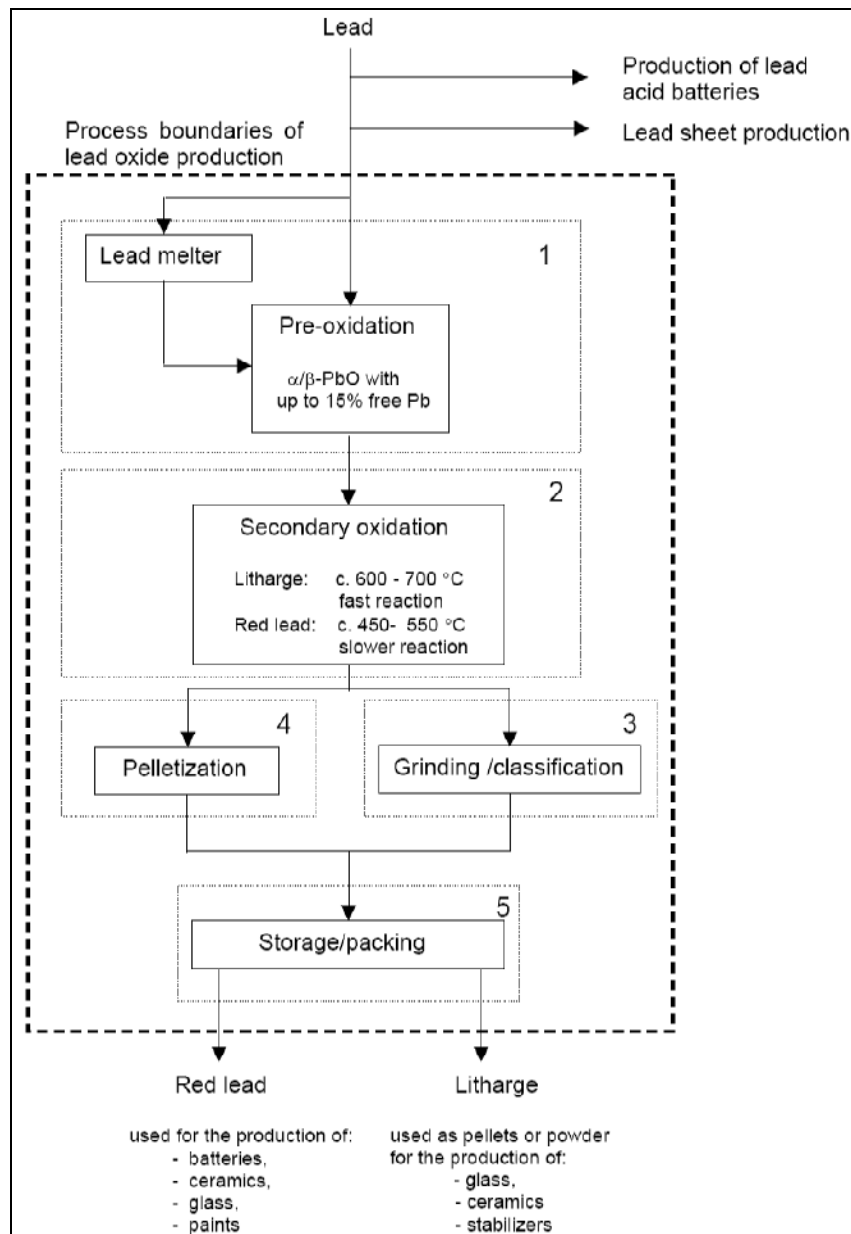 Lead
Production of lead
acid batteries
Lead sheet production
Process boundaries of
lead oxide production
1
Lead melter
Pre-oxidation
α/β-PbO with
up to 15% free Pb
2
Secondary oxidation
Litharge: c. 600 - 700 °C
fast reaction
Red lead: c. 450- 550 °C
slower reaction
4
Pelletization
3
Grinding /classification
5
Storage/packing
Red lead
used for the production of:
- batteries,
- ceramics,
- glass,
- paints
Litharge
used as pellets or powder
for the production of:
- glass,
- ceramics
- stabilizers